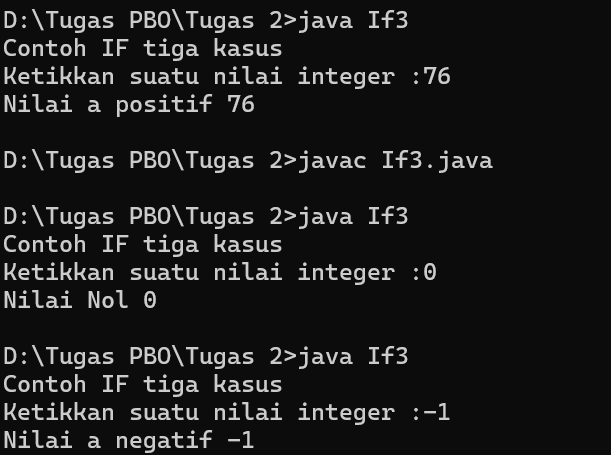 D:\Tugas PBO\Tugas 2>java If3
Contoh IF tiga kasus
Ketikkan suatu nilai integer :76
Nilai a positif 76
D:\Tugas PBO\Tugas 2>javac If3.java
D:\Tugas PBO\Tugas 2>java If3
Contoh IF tiga kasus
Ketikkan suatu nilai integer :0
Nilai Nol 0
D:\Tugas PBO\Tugas 2>java If3
Contoh IF tiga kasus
Ketikkan suatu nilai integer :-1
Nilai a negatif -1